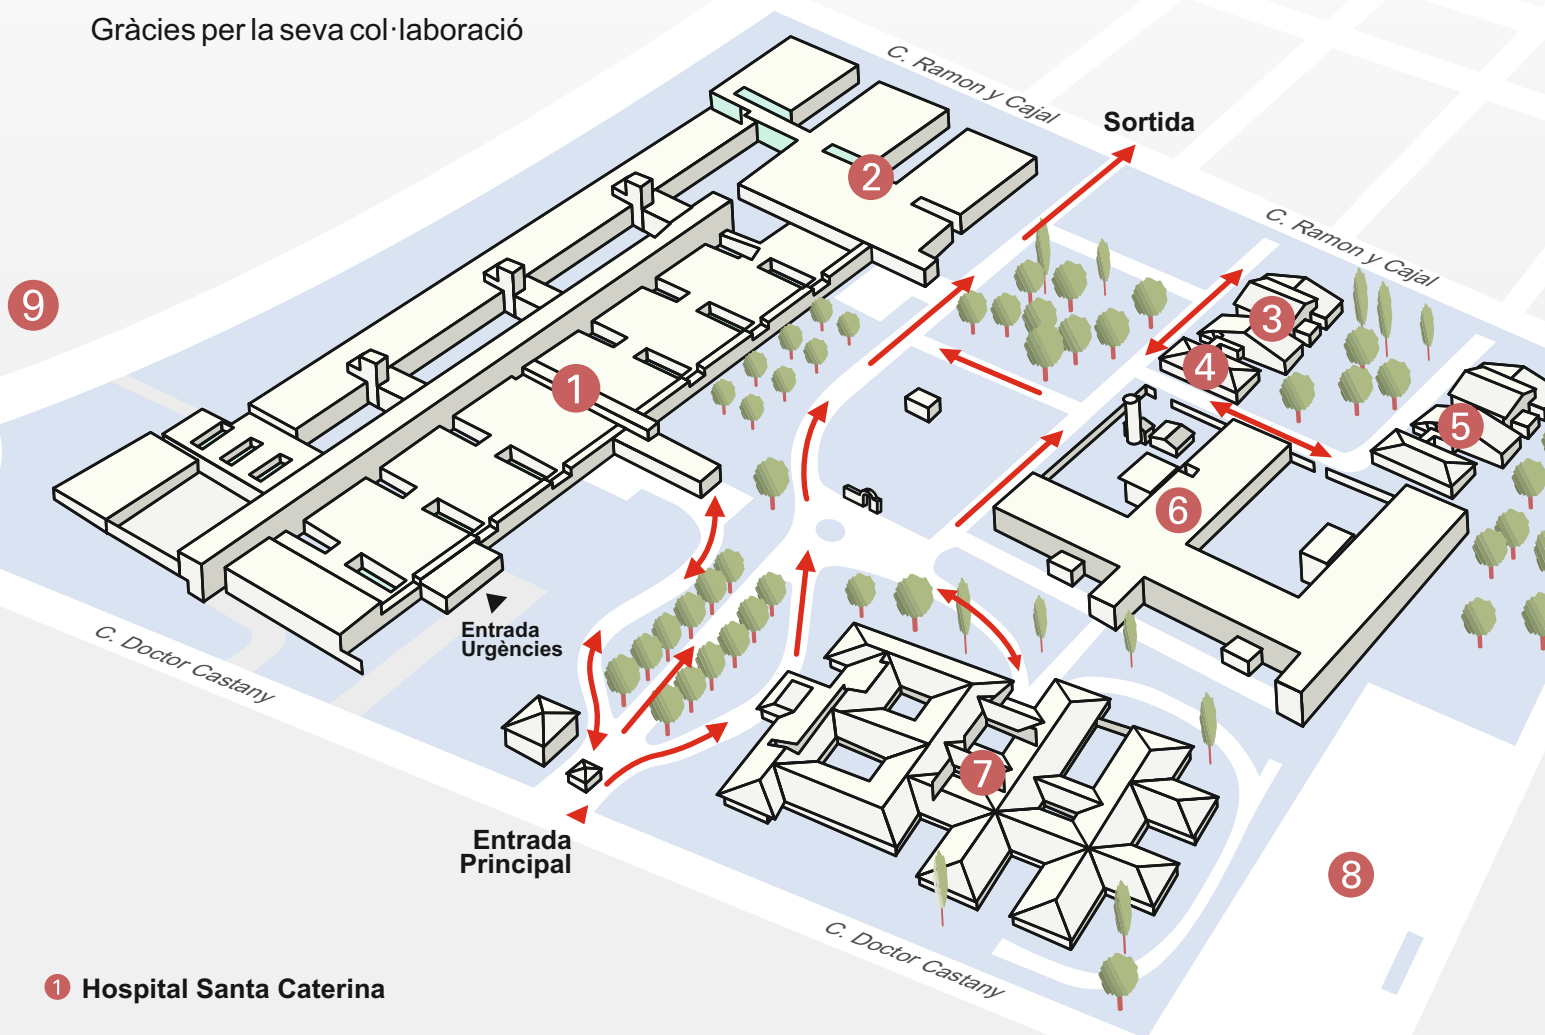 Gràcies per la seva col·laboració
C. Ramon y Cajal
Sortida
2
C. Ramon y Cajal
9
3
4
1
5
6
Entrada
Urgències
C. Doctor Castany
7
Entrada
Principal
8
C. Doctor Castany
1 Hospital Santa Caterina